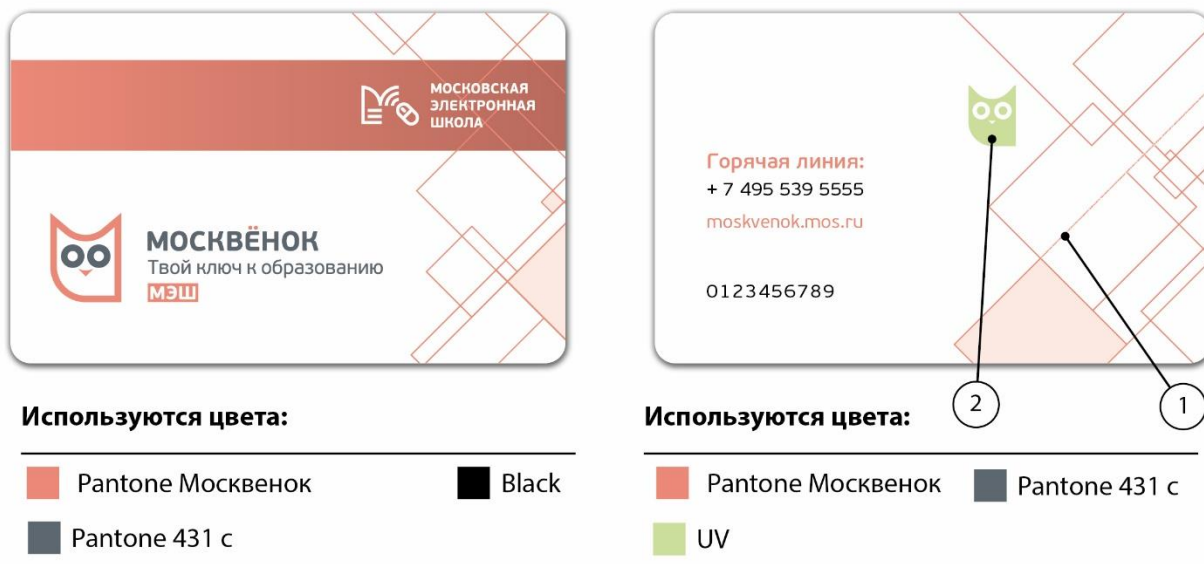 МОСКОВСКАЯ
ЭЛЕКТРОННАЯ
ШКОЛА
МОСКВЁНОК
Твой ключ к образованию
МЭШ
Используются цвета:
Pantone Москвенок
Black
Pantone 431 c
Горячая линия:
+ 7 495 539 5555
moskvenok.mos.ru
0123456789
2
1
Используются цвета:
Pantone Москвенок
Pantone 431 c
UV